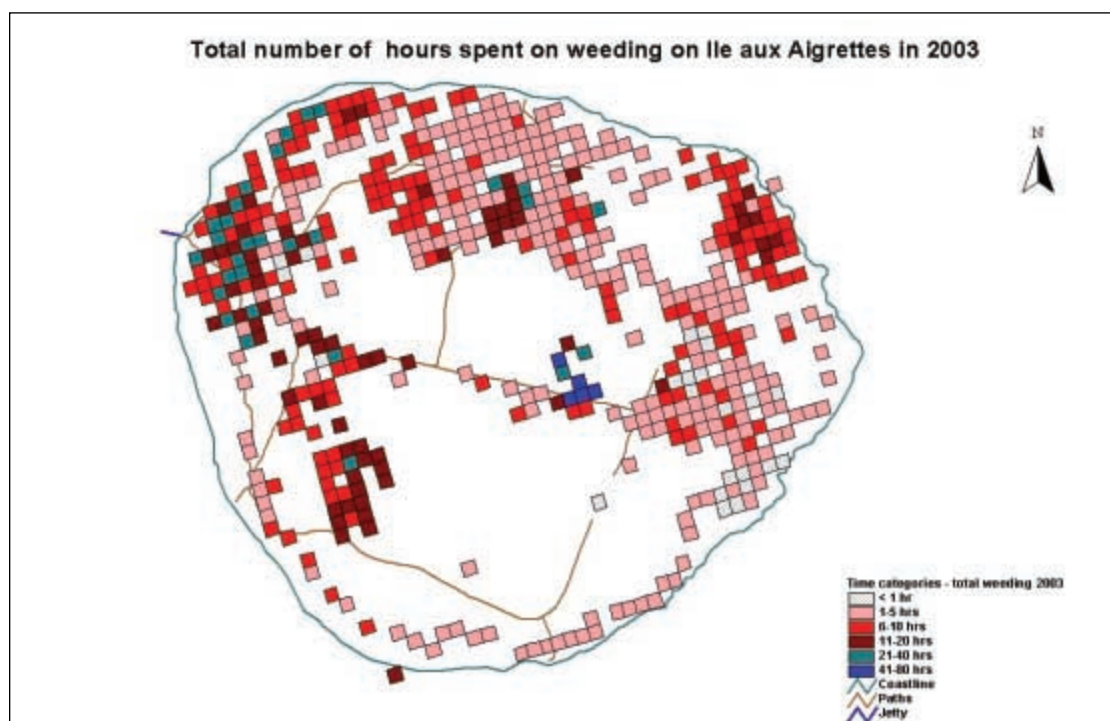 Total number of hours spent on weeding on Ile aux Aigrettes in 2003
N
Time categories - total weeding 2003
< 1 hr
1-5 hrs
6-10 hrs
11-20 hrs
21-40 hrs
41-80 hrs
Coastline
Paths
Jetty